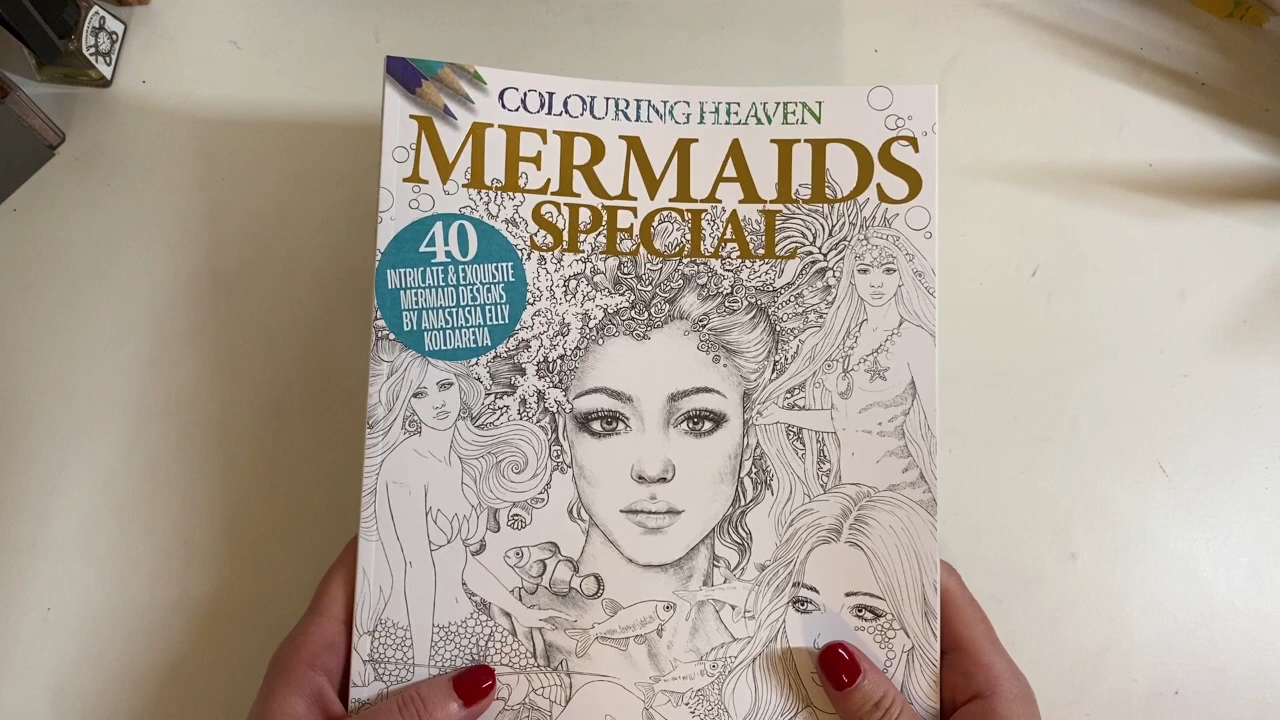 COLOURING HEAVEN
MERMAIDS
SPECIAL
40
INTRICATE & EXQUISITE
MERMAID DESIGNS
BY ANASTASIA ELLY
KOLDAREVA